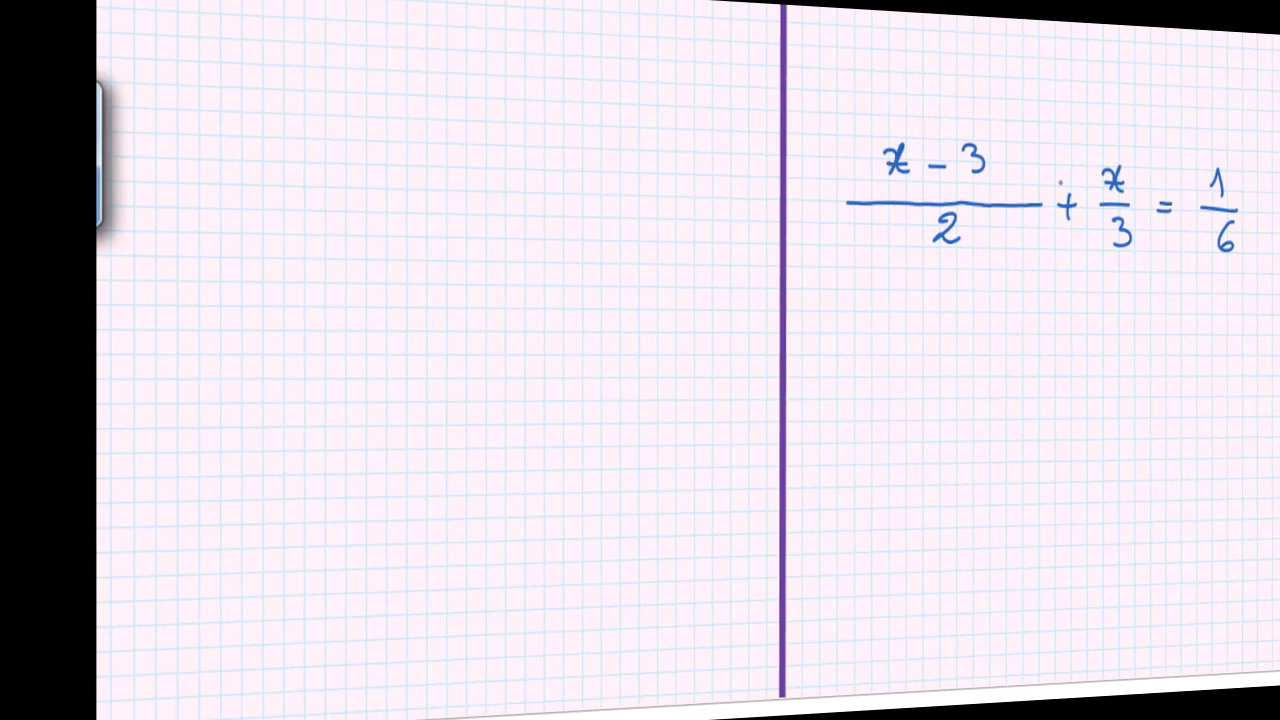 (x - 3)/2 + x/3 = 1/6